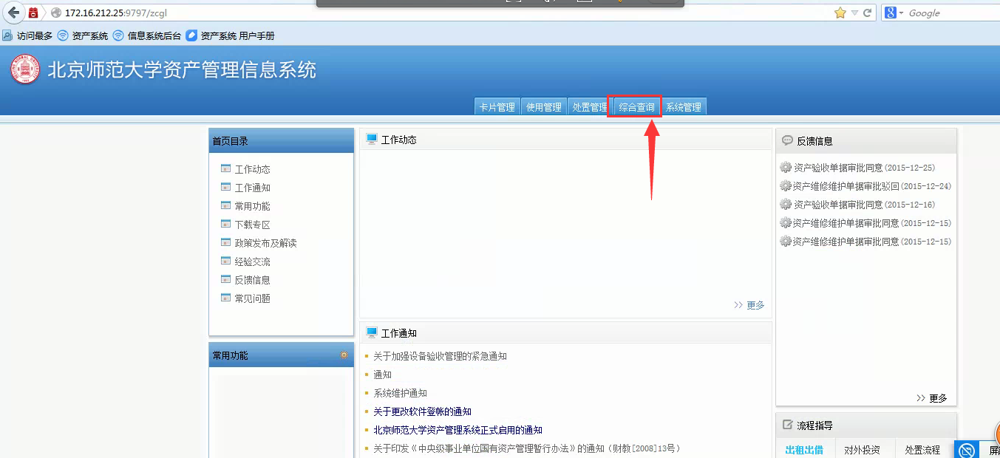 172.16.212.25:9797/zcgl
Google
访问最多 资产系统 信息系统后台 资产系统 用户手册
北京师范大学资产管理信息系统
卡片管理 使用管理 处置管理 综合查询 系统管理
首页目录
工作动态
工作通知
常用功能
下载专区
政策发布及解读
经验交流
反馈信息
常见问题
常用功能
工作动态
>> 更多
工作通知
关于加强设备验收管理的紧急通知
通知
系统维护通知
关于更改软件登帐的通知
北京师范大学资产管理系统正式启用的通知
关于印发《中央级事业单位国有资产管理暂行办法》的通知（财教[2008]13号）
反馈信息
资产验收单据审批同意(2015-12-25)
资产维修维护单据审批驳回(2015-12-24)
资产验收单据审批同意(2015-12-16)
资产维修维护单据审批同意(2015-12-15)
资产维修维护单据审批同意(2015-12-15)
>> 更多
流程指导
出租出借 对外投资 处置流程